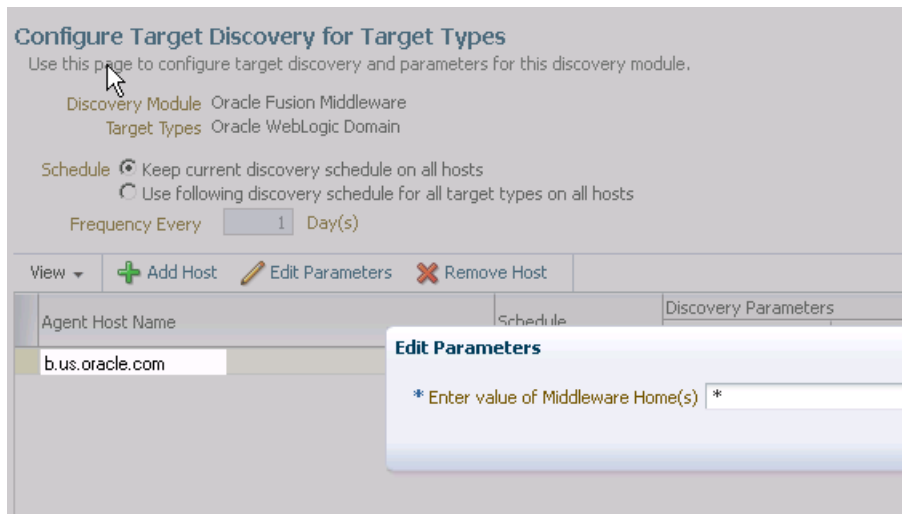 Configure Target Discovery for Target Types
Use this page to configure target discovery and parameters for this discovery module.
Discovery Module Oracle Fusion Middleware
Target Types Oracle WebLogic Domain
Schedule Keep current discovery schedule on all hosts
Use following discovery schedule for all target types on all hosts
Frequency Every 1 Day(s)
View Add Host Edit Parameters Remove Host
Agent Host Name Schedule Discovery Parameters
b.us.oracle.com
Edit Parameters
* Enter value of Middleware Home(s) *